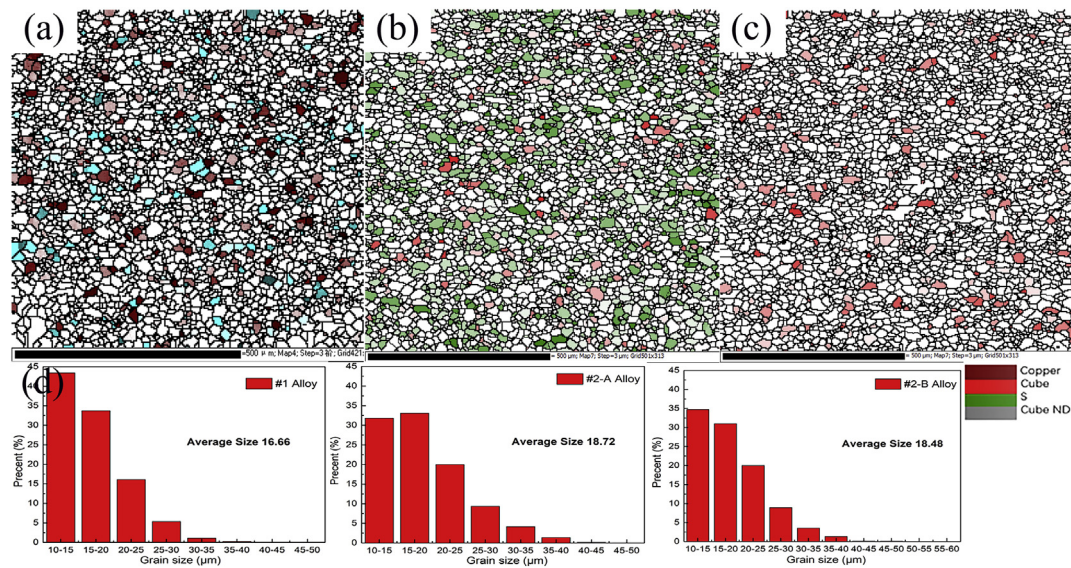 (a)
(b)
(c)
=500 μm; Map4; Step=3 ; Grid421
=500 μm; Map7; Step=3 μm; Grid501x313
=500 μm; Map7; Step=3 μm; Grid501x313
Copper
Cube
S
Cube ND
(d)
45
40
35
30
25
20
15
10
5
0
Precent (%)
#1 Alloy
Average Size 16.66
10-15 15-20 20-25 25-30 30-35 35-40 40-45 45-50
Grain size (μm)
45
40
35
30
25
20
15
10
5
0
Precent (%)
#2-A Alloy
Average Size 18.72
10-15 15-20 20-25 25-30 30-35 35-40 40-45 45-50
Grain size (μm)
45
40
35
30
25
20
15
10
5
0
Precent (%)
#2-B Alloy
Average Size 18.48
10-15 15-20 20-25 25-30 30-35 35-40 40-45 45-50 50-55 55-60
Grain size (μm)